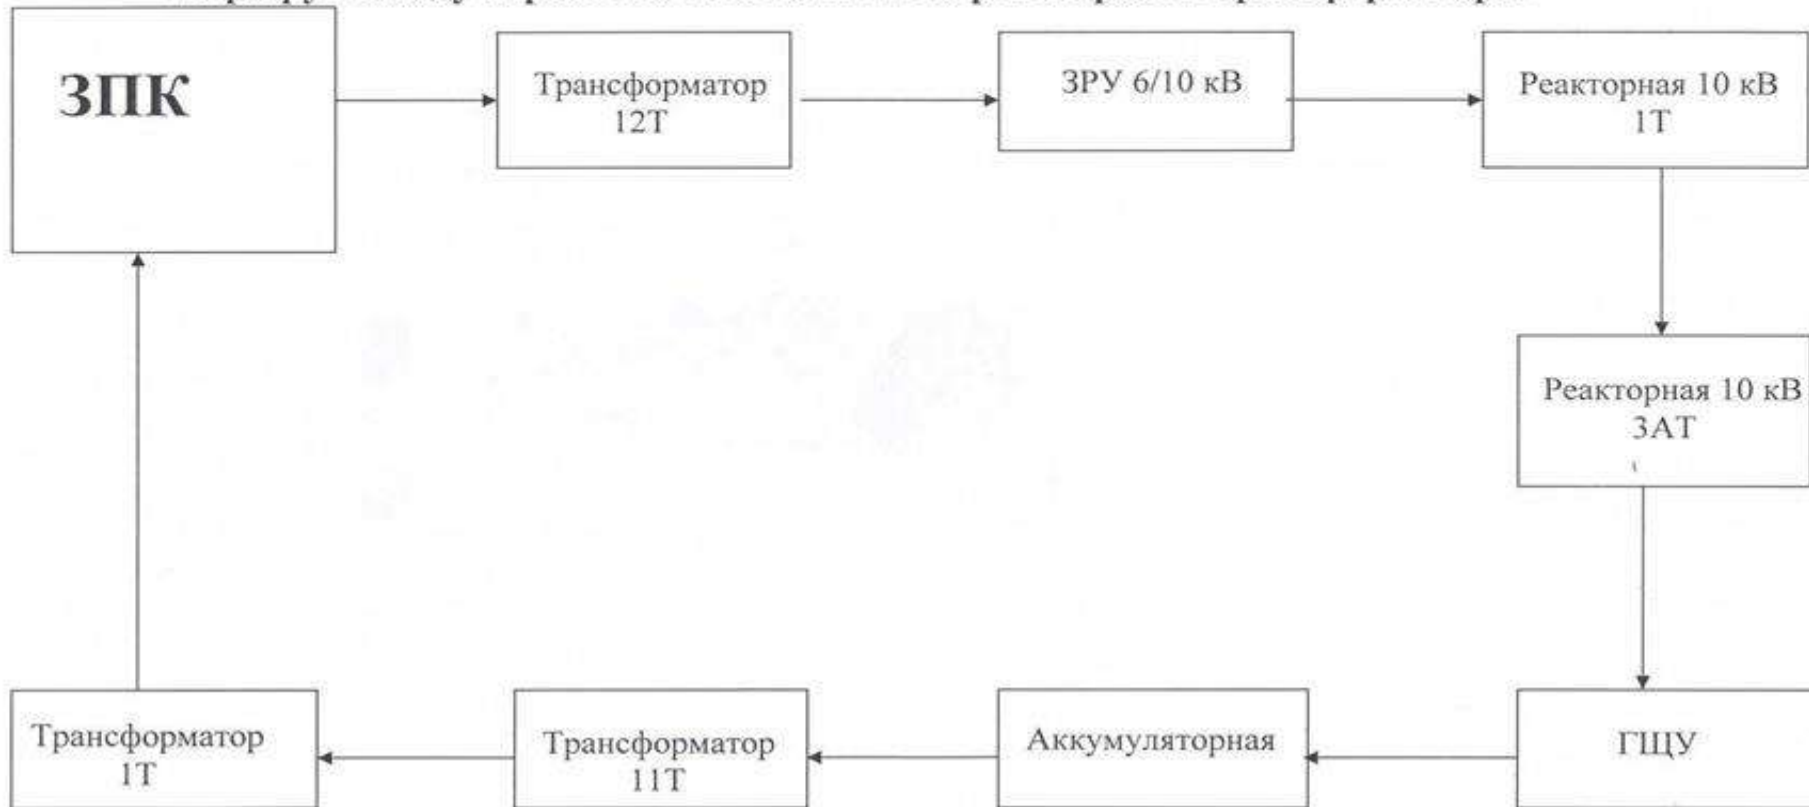 ЗПК
Трансформатор
12Т
ЗРУ 6/10 кВ
Реакторная 10 кВ
1Т
Реакторная 10 кВ
3АТ
ГЩУ
Аккумуляторная
Трансформатор
11Т
Трансформатор
1Т